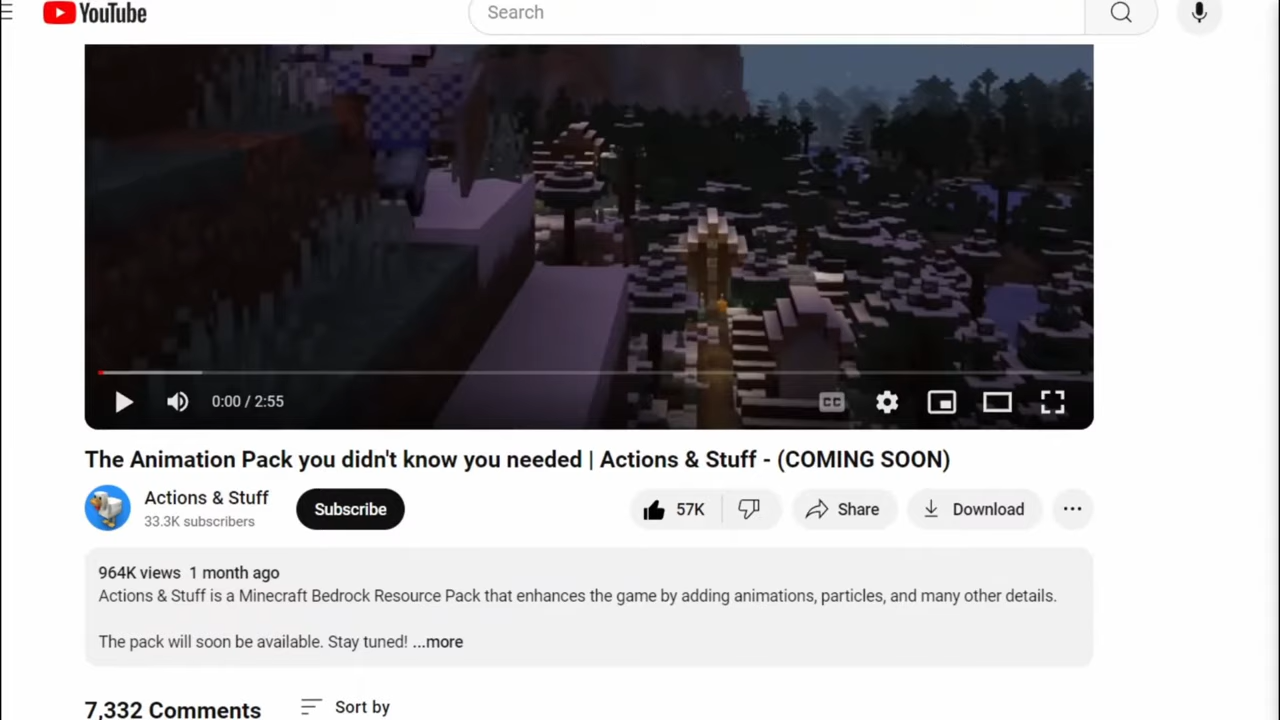 YouTube
Search
0:00 / 2:55
CC
The Animation Pack you didn't know you needed | Actions & Stuff - (COMING SOON)
Actions & Stuff
33.3K subscribers
Subscribe
57K
Share
Download
964K views 1 month ago
Actions & Stuff is a Minecraft Bedrock Resource Pack that enhances the game by adding animations, particles, and many other details.
The pack will soon be available. Stay tuned! ...more
7,332 Comments
Sort by